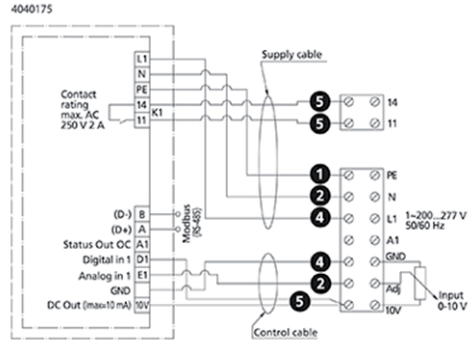 4040175
Supply cable
L1
N
PE
14
11
K1
Contact
rating
max. AC
250 V 2 A
5
14
5
11
1
PE
2
N
4
L1
1~200...277 V
50/60 Hz
A1
(D-)
B
(D+)
A
Modbus
(RS-485)
Status Out OC
A1
Digital in 1
D1
Analog in 1
E1
GND
DC Out (Imax=10 mA)
10V
4
GND
2
Adj
5
10V
Input
0-10 V
Control cable